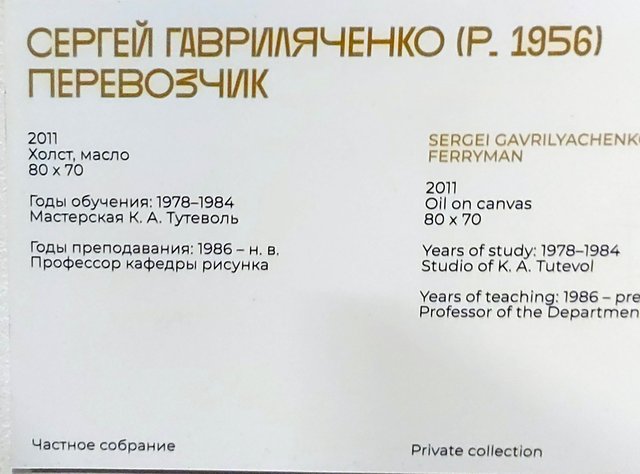 СЕРГЕЙ ГАВРИЛЯЧЕНКО (Р. 1956)
ПЕРЕВОЗЧИК
2011
Холст, масло
80 x 70
Годы обучения: 1978–1984
Мастерская К. А. Тутеволь
Годы преподавания: 1986 – н. в.
Профессор кафедры рисунка
Частное собрание
SERGEI GAVRILYACHENK
FERRYMAN
2011
Oil on canvas
80 x 70
Years of study: 1978–1984
Studio of K. A. Tutevol
Years of teaching: 1986 – pre
Professor of the Departmen
Private collection